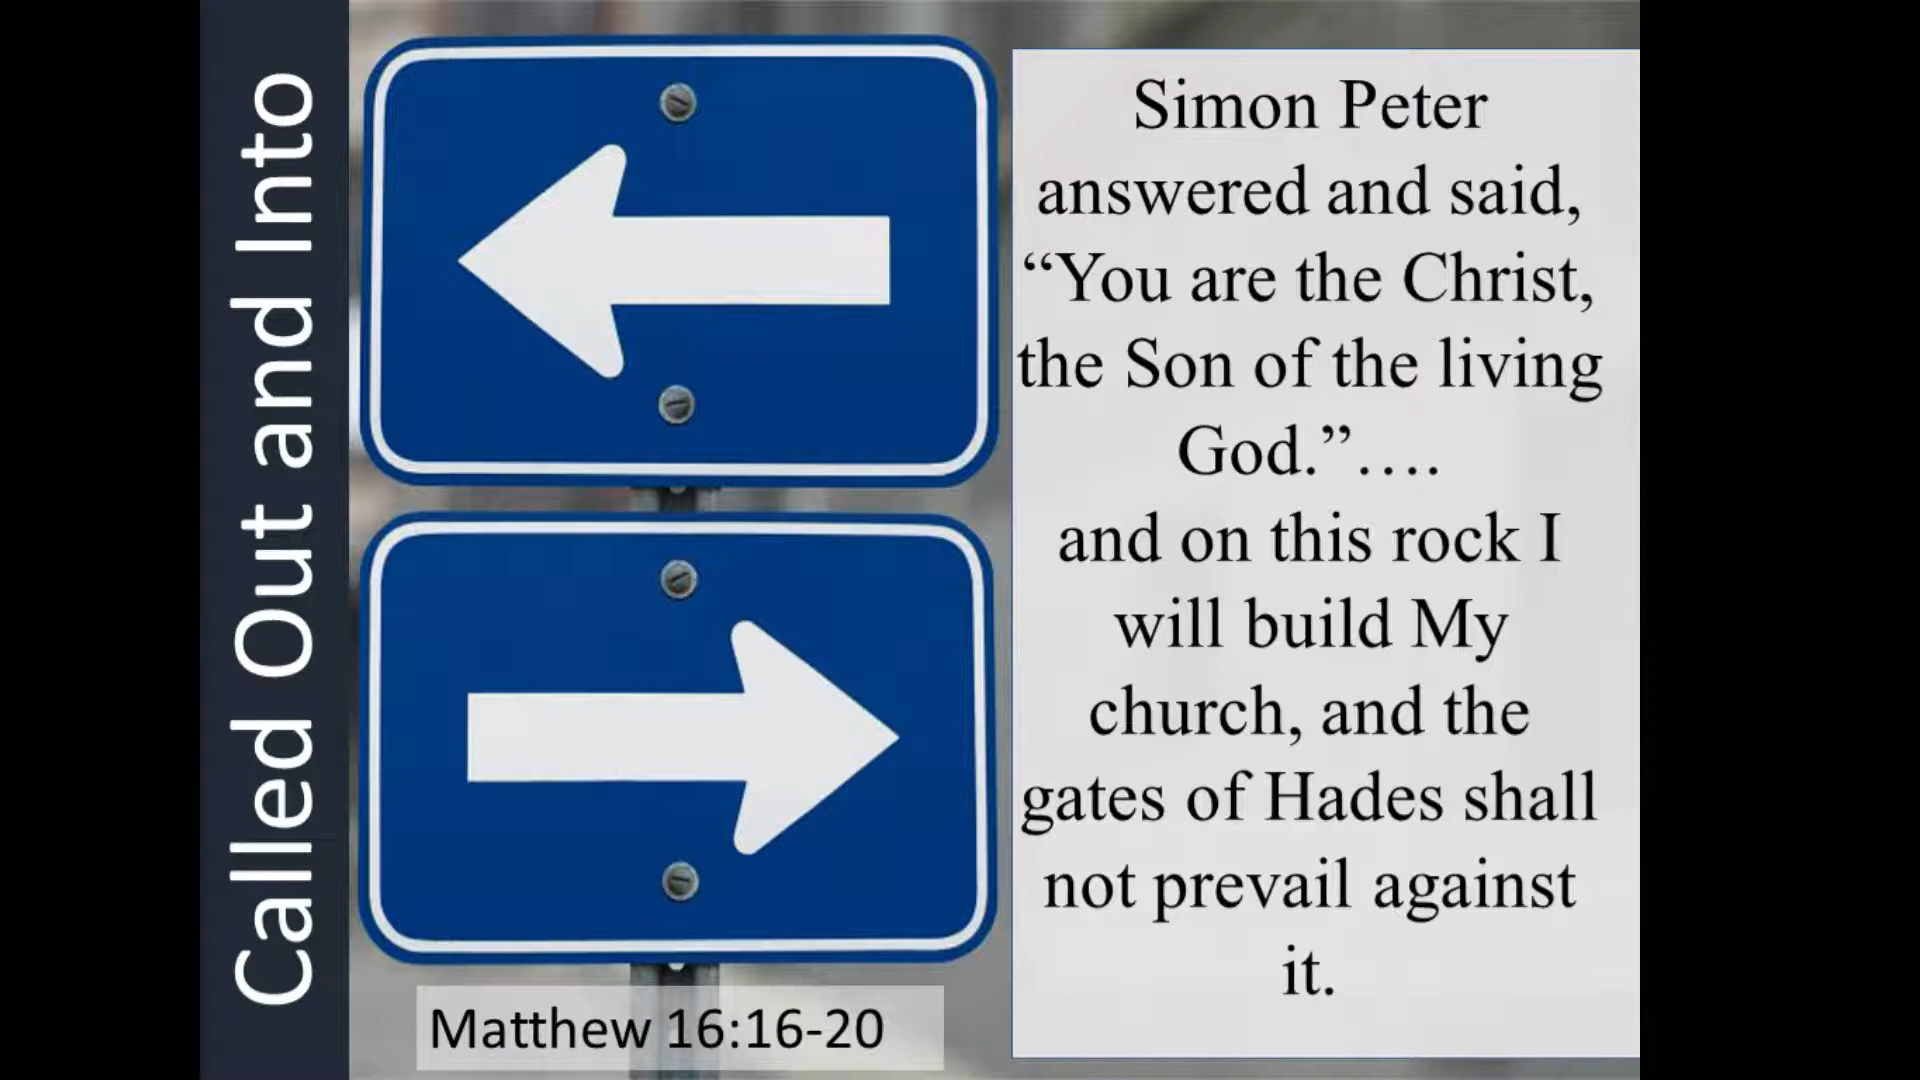 Called Out and Into
Simon Peter
answered and said,
“You are the Christ,
the Son of the living
God.”….
and on this rock I
will build My
church, and the
gates of Hades shall
not prevail against
it.
Matthew 16:16-20